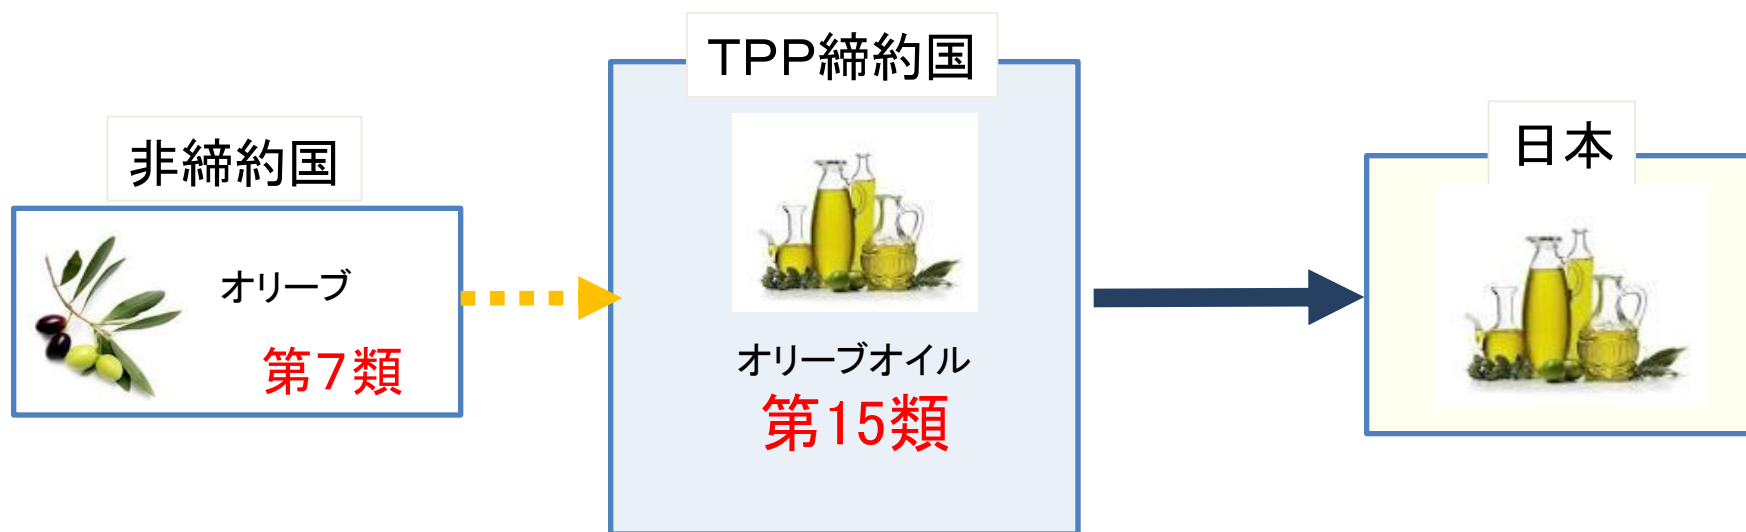 非締約国
オリーブ
第7類
TPP締約国
オリーブオイル
第15類
日本